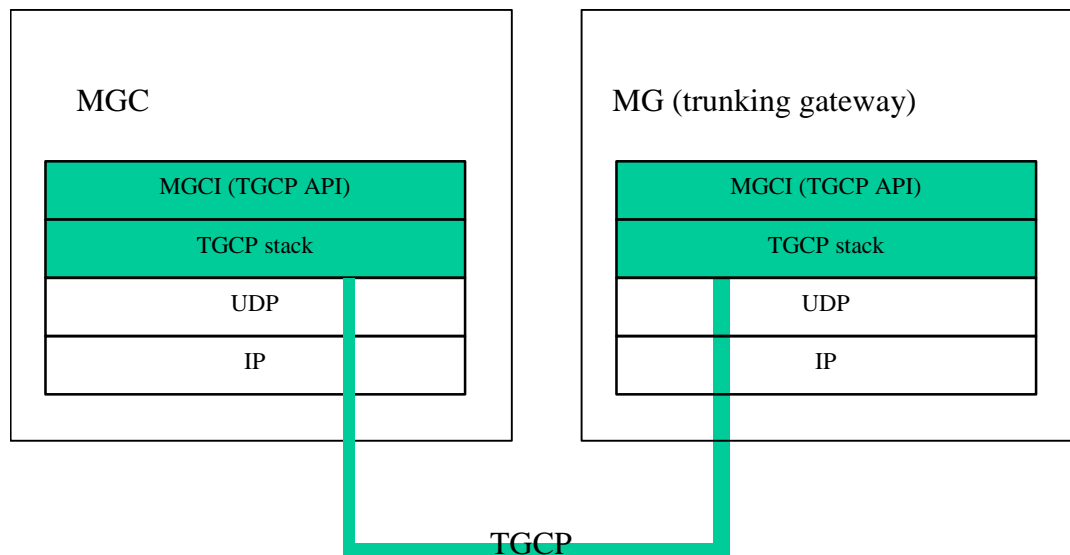 MGC
MGCI (TGCP API)
TGCP stack
UDP
IP
MG (trunking gateway)
MGCI (TGCP API)
TGCP stack
UDP
IP
TGCP